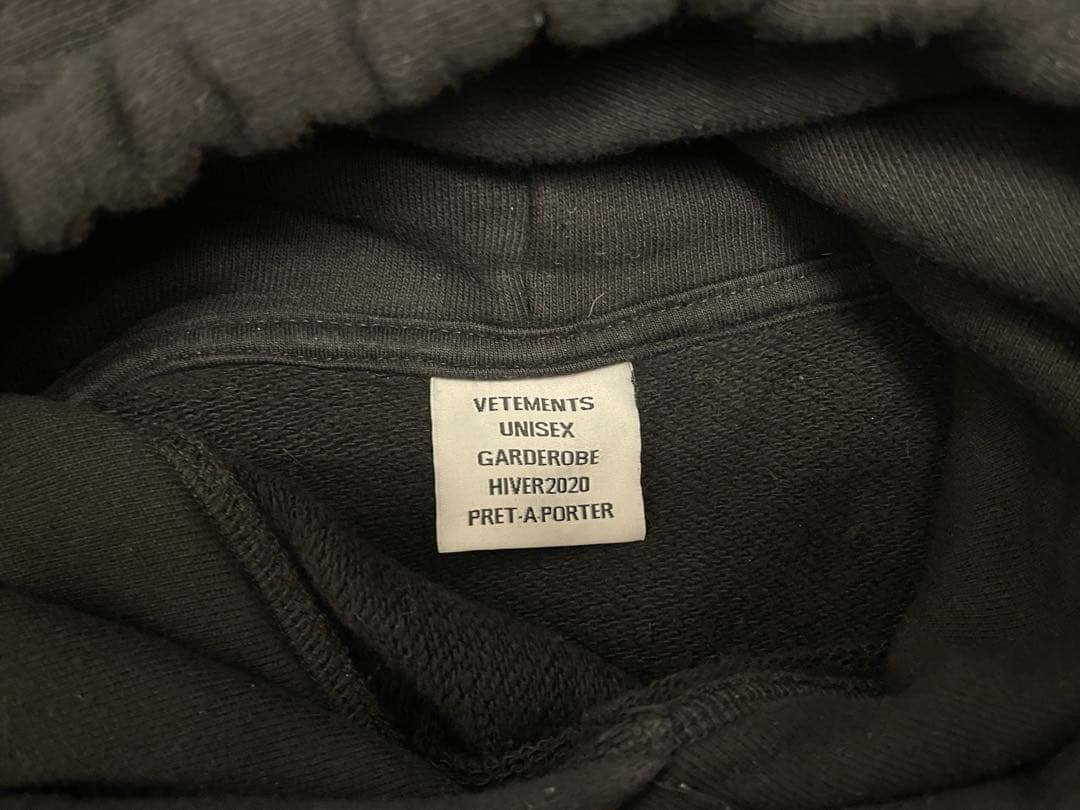 VETEMENTS
UNISEX
GARDEROBE
HIVER2020
PRET-A-PORTER